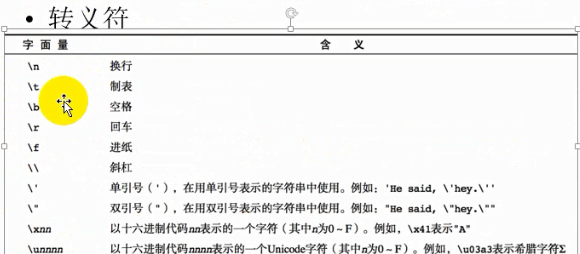 • 转义符
字面量 含义
\n 换行
\t 制表
\b 空格
\r 回车
\f 进纸
\\ 斜杠
\' 单引号（'），在用单引号表示的字符串中使用。例如：'He said, \'hey.\''
\" 双引号（"），在用双引号表示的字符串中使用。例如："He said, \"hey.\""
\xnn 以十六进制代码nn表示的一个字符（其中n为0～F）。例如，\x41表示"A"
\unnnn 以十六进制代码nnnn表示的一个Unicode字符（其中n为0～F）。例如，\u03a3表示希腊字符Σ